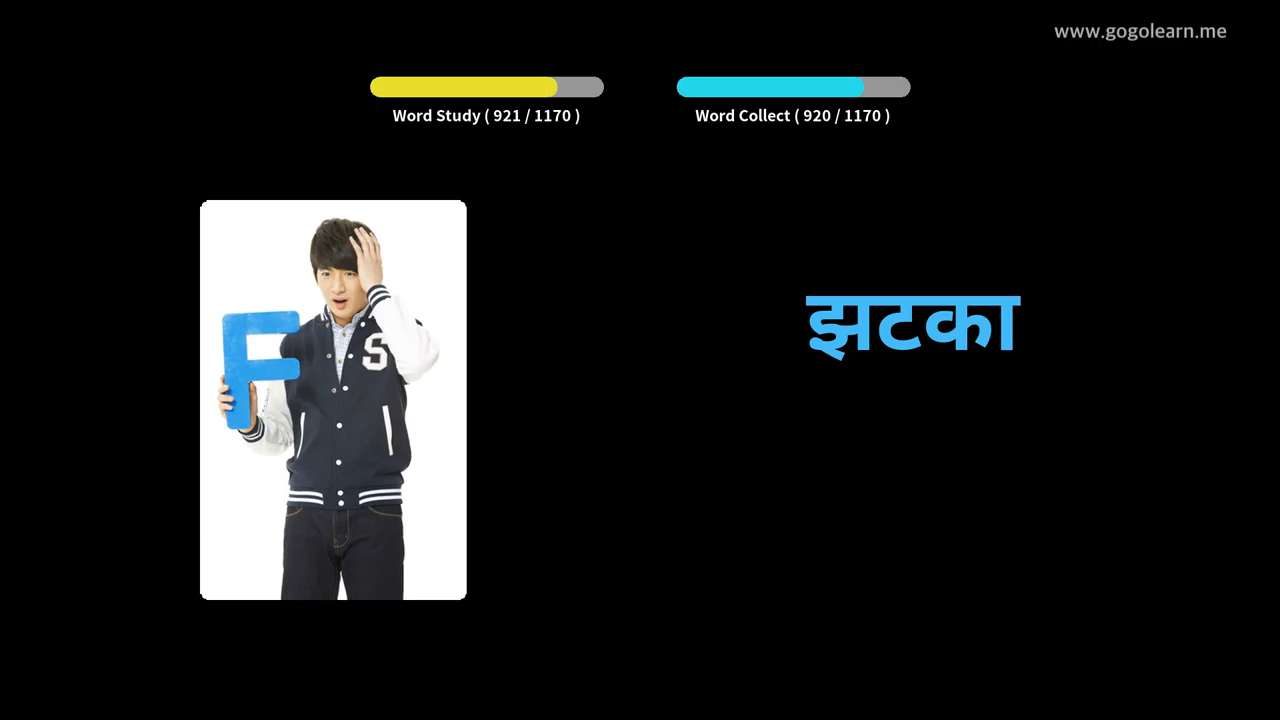 www.gogolearn.me
Word Study ( 921 / 1170 )
Word Collect ( 920 / 1170 )
झटका
F
S